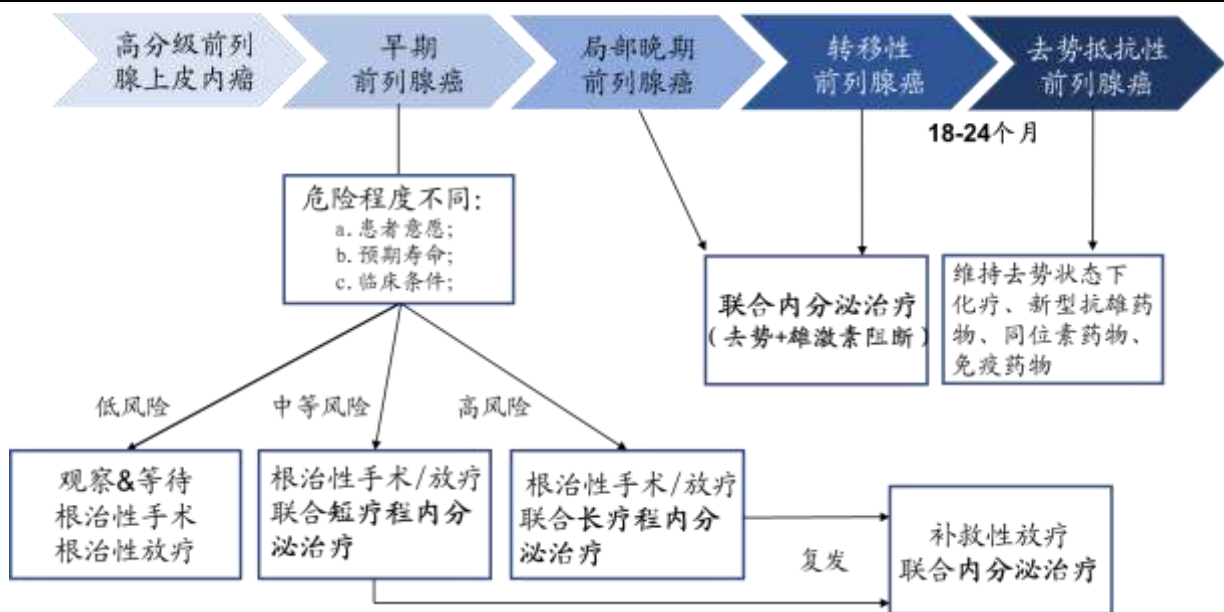 高分级前列
腺上皮内瘤
早期
前列腺癌
局部晚期
前列腺癌
转移性
前列腺癌
去势抵抗性
前列腺癌
18-24个月
危险程度不同:
a.患者意愿;
b.预期寿命;
c.临床条件;
联合内分泌治疗
(去势+雄激素阻断)
维持去势状态下
化疗、新型抗雄药
物、同位素药物、
免疫药物
低风险
中等风险
高风险
观察&等待
根治性手术
根治性放疗
根治性手术/放疗
联合短疗程内分
泌治疗
根治性手术/放疗
联合长疗程内分
泌治疗
复发
补救性放疗
联合内分泌治疗